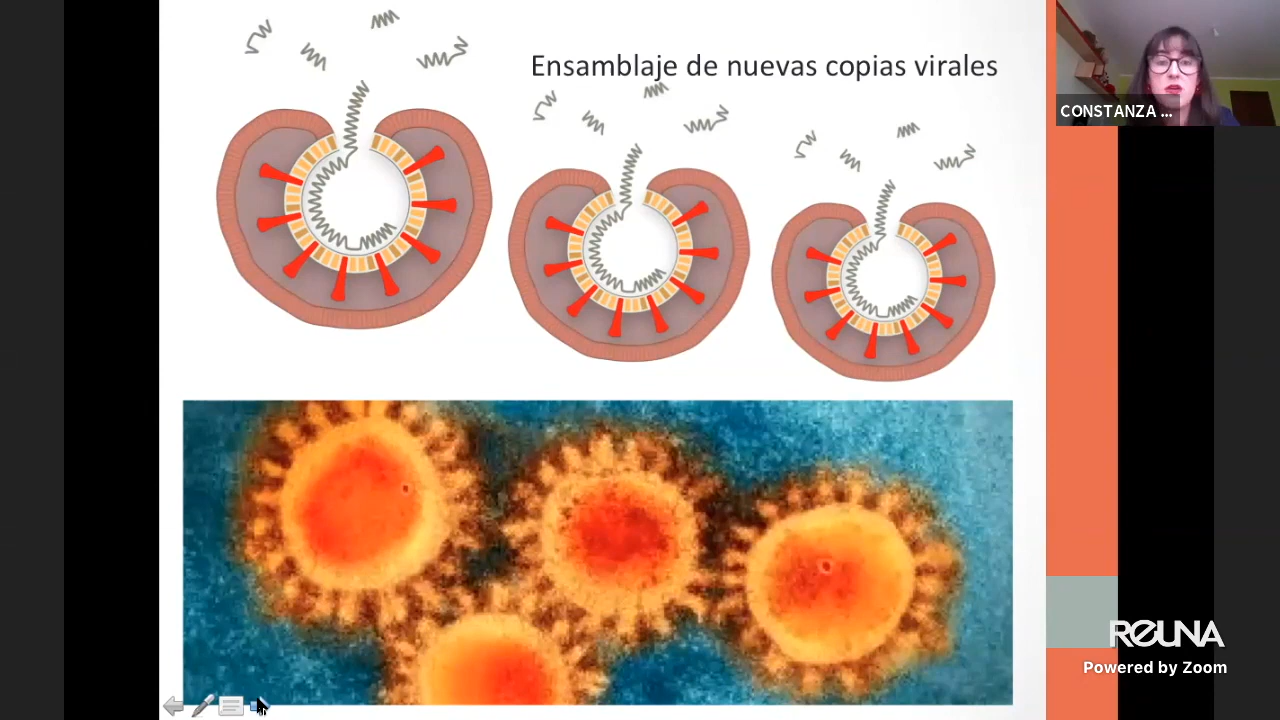 Ensamblaje de nuevas copias virales
CONSTANZA ...
REUNA
Powered by Zoom